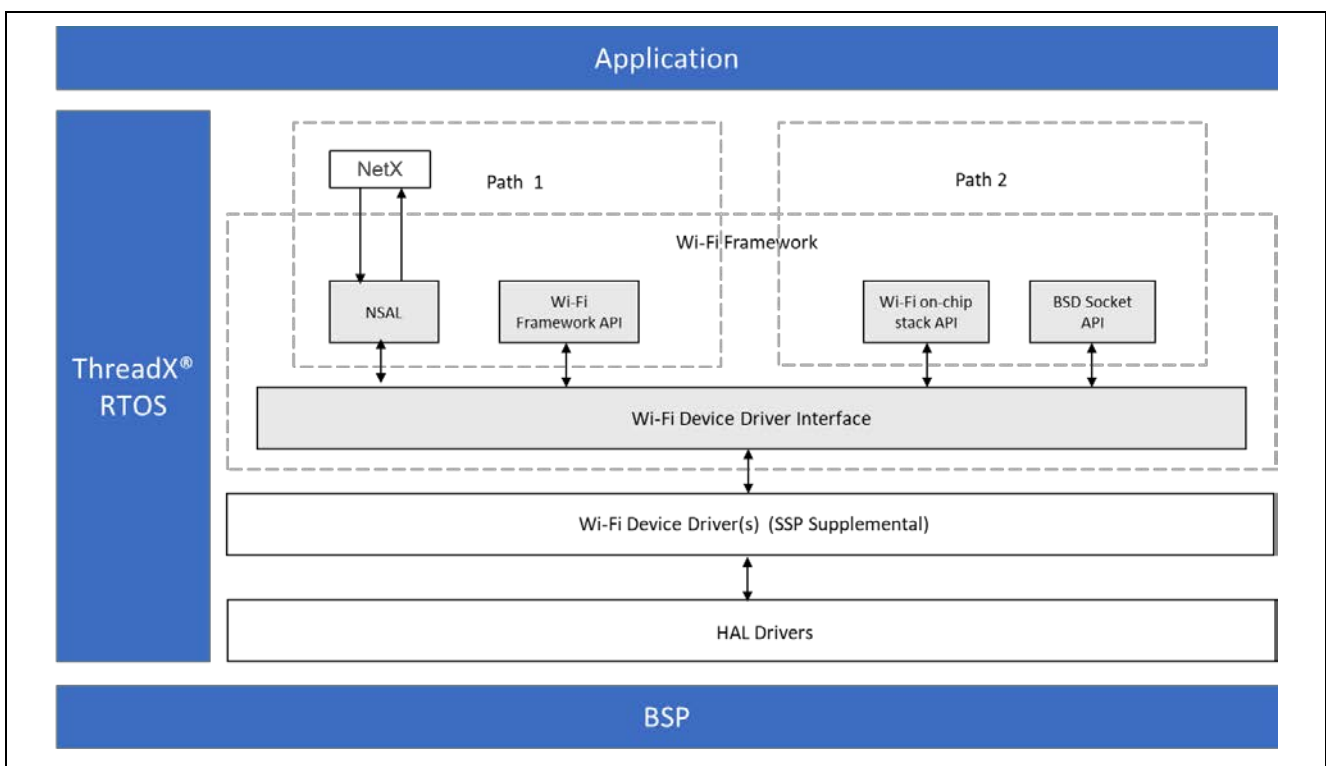 Application
NetX
Path 1
Path 2
Wi-Fi Framework
NSAL
Wi-Fi
Framework API
Wi-Fi on-chip
stack API
BSD Socket
API
ThreadX®
RTOS
Wi-Fi Device Driver Interface
Wi-Fi Device Driver(s) (SSP Supplemental)
HAL Drivers
BSP